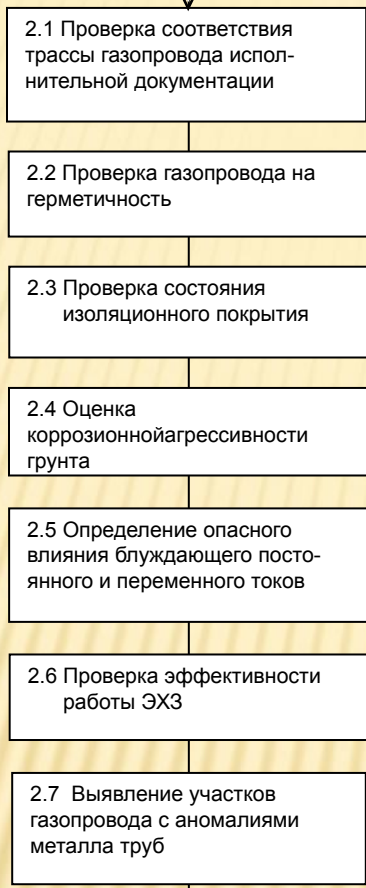 2.1 Проверка соответствия
трассы газопровода испол-
нительной документации
2.2 Проверка газопровода на
герметичность
2.3 Проверка состояния
изоляционного покрытия
2.4 Оценка
коррозионнойагрессивности
грунта
2.5 Определение опасного
влияния блуждающего посто-
янного и переменного токов
2.6 Проверка эффективности
работы ЭХЗ
2.7 Выявление участков
газопровода с аномалиями
металла труб